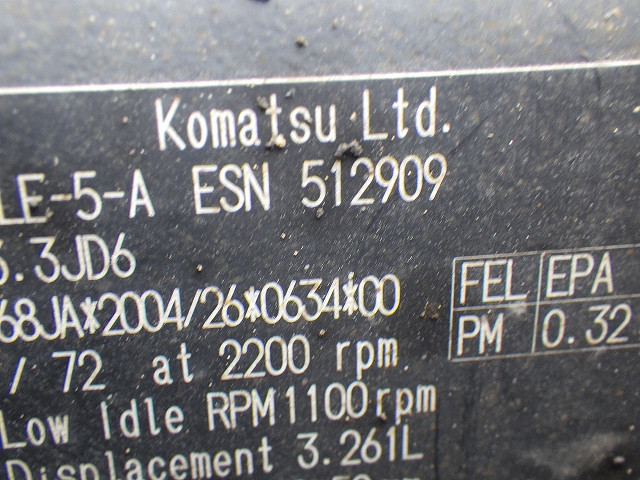 Komatsu Ltd.
LE-5-A ESN 512909
3.3JD6
68JA*2004/26*0634*00
FEL EPA
PM 0.32
/ 72 at 2200 rpm
Low Idle RPM1100rpm
Displacement 3.261L